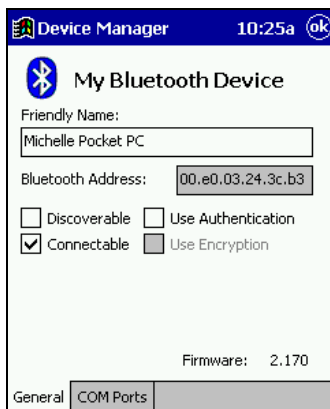 Device Manager 10:25a ok
My Bluetooth Device
Friendly Name:
Michelle Pocket PC
Bluetooth Address: 00.e0.03.24.3c.b3
Discoverable Use Authentication
Connectable Use Encryption
Firmware: 2.170
General COM Ports